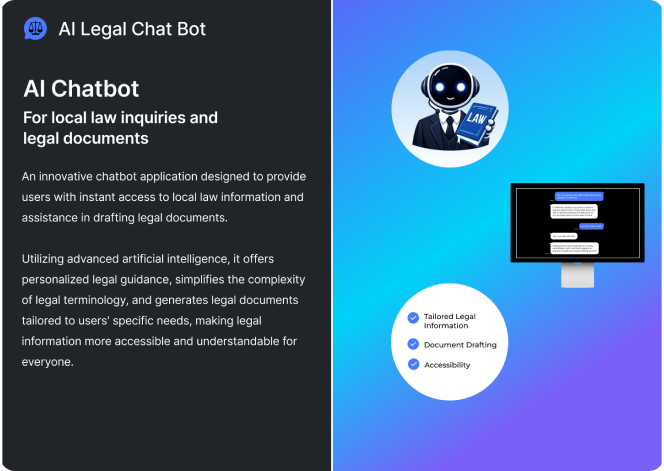 AI Legal Chat Bot
AI Chatbot
For local law inquiries and
legal documents
An innovative chatbot application designed to provide
users with instant access to local law information and
assistance in drafting legal documents.
Utilizing advanced artificial intelligence, it offers
personalized legal guidance, simplifies the complexity
of legal terminology, and generates legal documents
tailored to users' specific needs, making legal
information more accessible and understandable for
everyone.
LAW
Tailored Legal
Information
Document Drafting
Accessibility